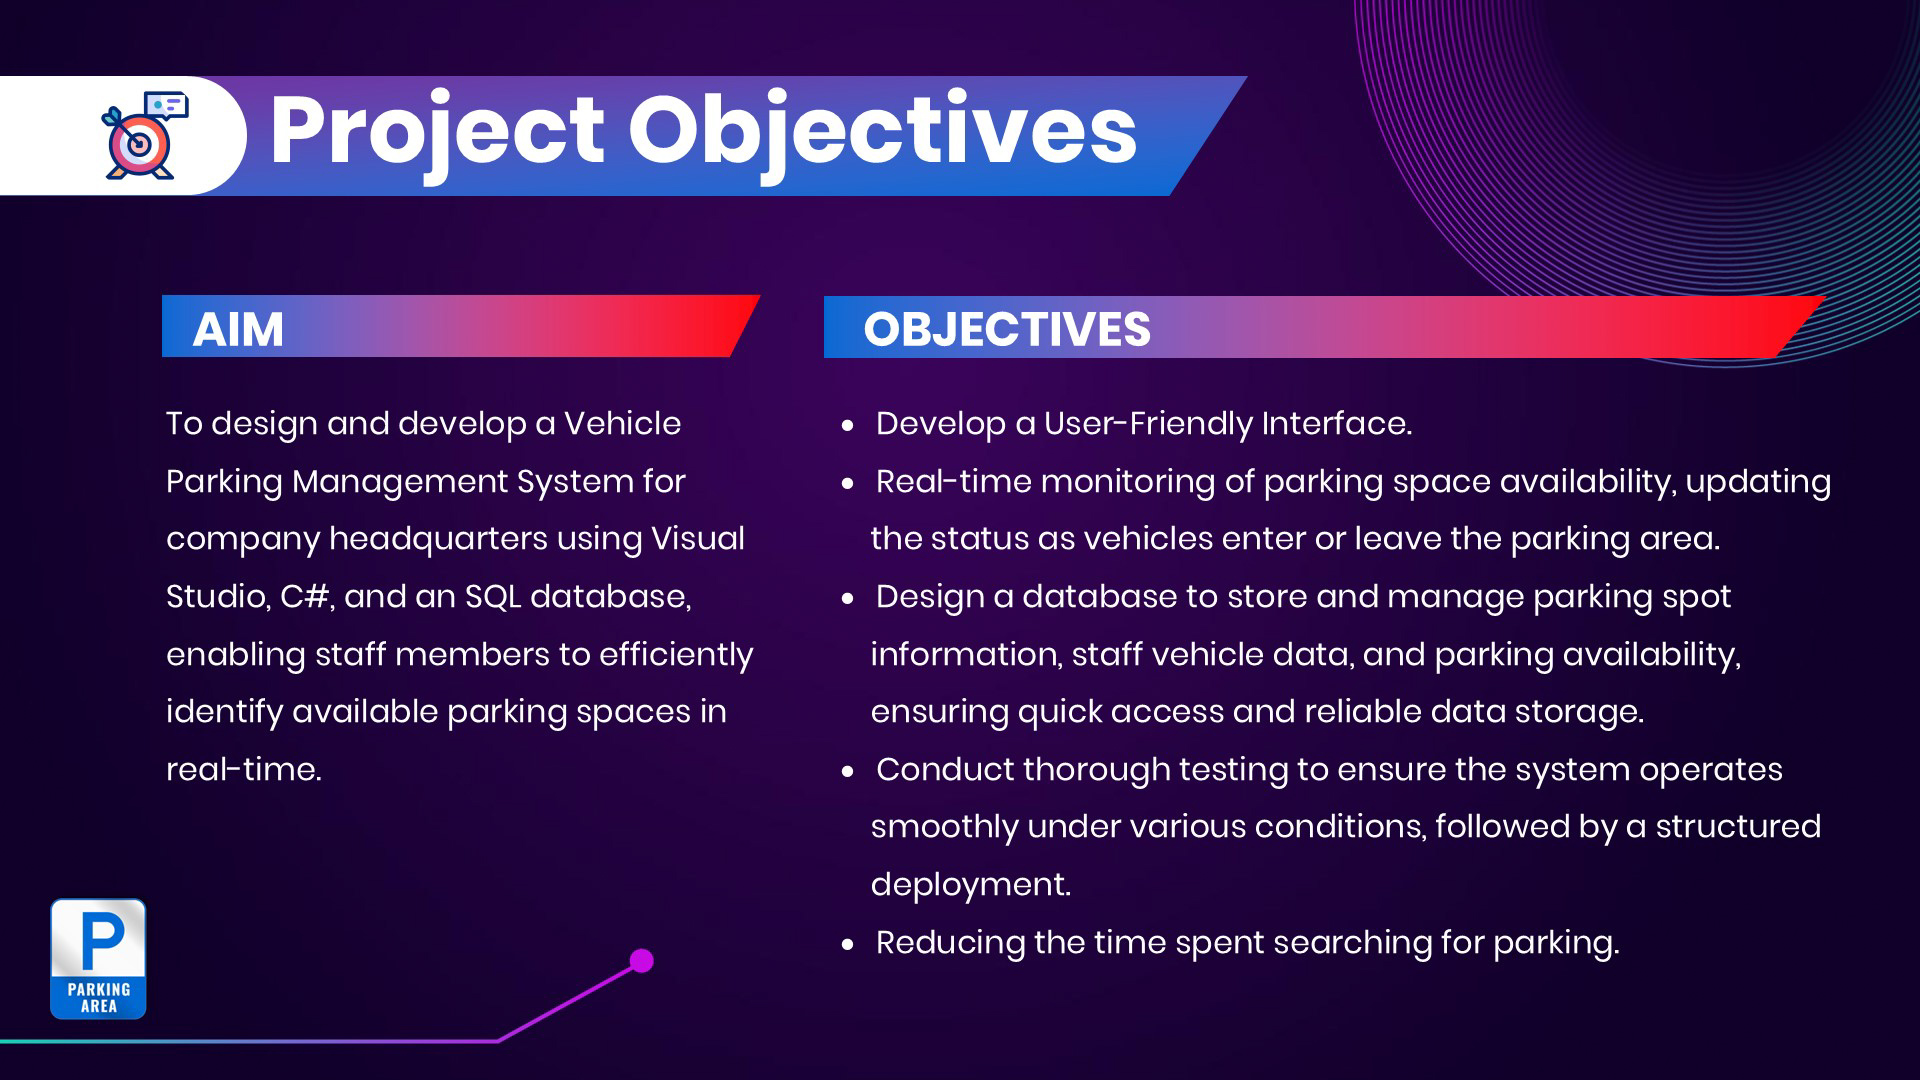 Project Objectives
AIM
To design and develop a Vehicle
Parking Management System for
company headquarters using Visual
Studio, C#, and an SQL database,
enabling staff members to efficiently
identify available parking spaces in
real-time.
OBJECTIVES
• Develop a User-Friendly Interface.
• Real-time monitoring of parking space availability, updating
the status as vehicles enter or leave the parking area.
• Design a database to store and manage parking spot
information, staff vehicle data, and parking availability,
ensuring quick access and reliable data storage.
• Conduct thorough testing to ensure the system operates
smoothly under various conditions, followed by a structured
deployment.
• Reducing the time spent searching for parking.
P
PARKING
AREA